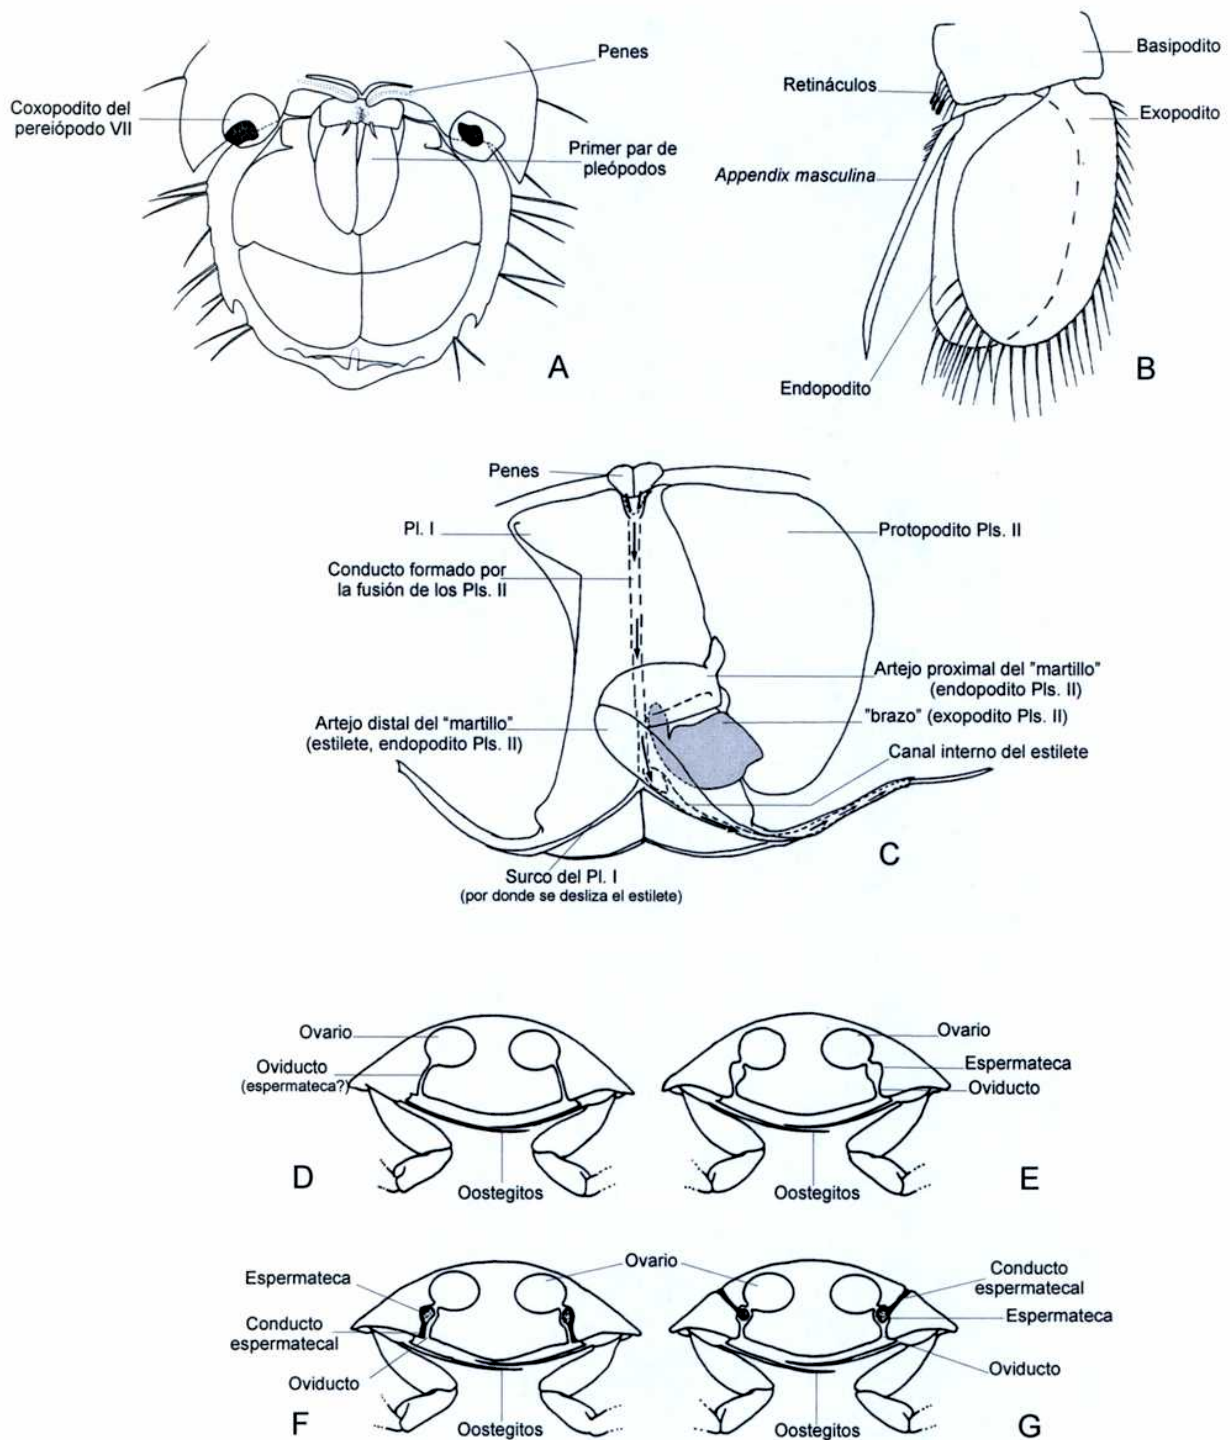 Penes
Coxopodito del
pereiópodo VII
Primer par de
pleópodos
A
Basipodito
Retináculos
Exopodito
Appendix masculina
Endopodito
B
Penes
Pl. I
Protopodito Pls. II
Conducto formado por
la fusión de los Pls. II
Artejo proximal del "martillo"
(endopodito Pls. II)
Artejo distal del "martillo"
(estilete, endopodito Pls. II)
"brazo" (exopodito Pls. II)
Canal interno del estilete
Surco del Pl. I
(por donde se desliza el estilete)
C
Ovario
Oviducto
(espermateca?)
Oostegitos
D
Ovario
Espermateca
Oviducto
Oostegitos
E
Espermateca
Conducto
espermatecal
Oviducto
Oostegitos
F
Ovario
Conducto
espermatecal
Espermateca
Oviducto
Oostegitos
G